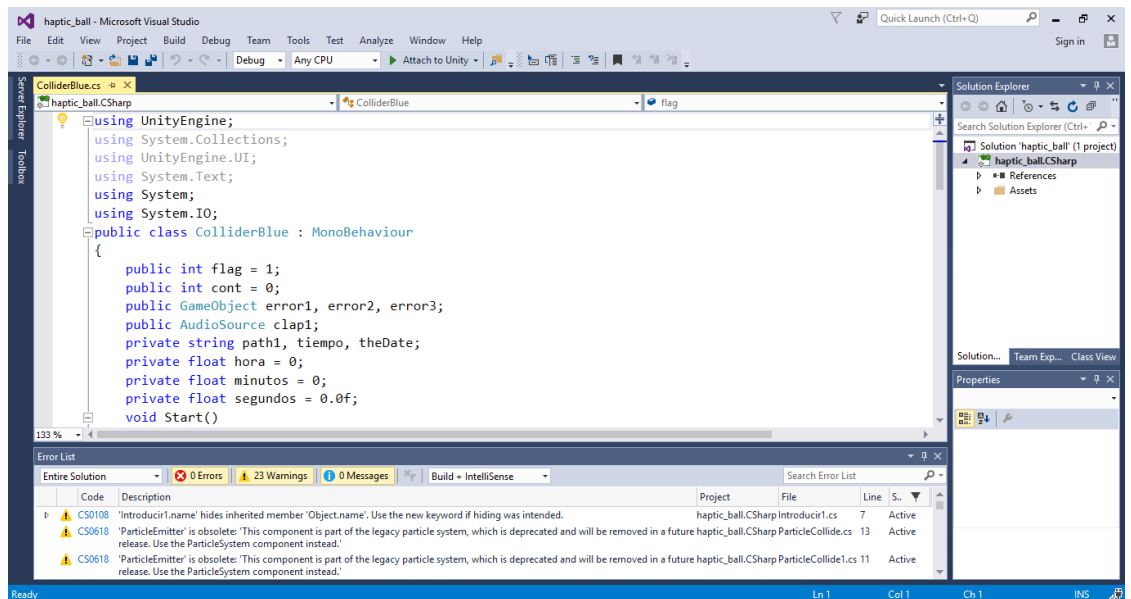 haptic_ball - Microsoft Visual Studio
Quick Launch (Ctrl+Q)
File Edit View Project Build Debug Team Tools Test Analyze Window Help
Sign in
Debug Any CPU Attach to Unity
Server Explorer
Toolbox
ColliderBlue.cs
haptic_ball.CSharp ColliderBlue flag
using UnityEngine;
using System.Collections;
using UnityEngine.UI;
using System.Text;
using System;
using System.IO;
public class ColliderBlue : MonoBehaviour
{
public int flag = 1;
public int cont = 0;
public GameObject error1, error2, error3;
public AudioSource clap1;
private string path1, tiempo, theDate;
private float hora = 0;
private float minutos = 0;
private float segundos = 0.0f;
void Start()
133 %
Solution Explorer
Search Solution Explorer (Ctrl+
Solution 'haptic_ball' (1 project)
haptic_ball.CSharp
References
Assets
Solution... Team Exp... Class View
Properties
Error List
Entire Solution 0 Errors 23 Warnings 0 Messages Build + IntelliSense Search Error List
Code Description Project File Line S..
CS0108 'Introducir1.name' hides inherited member 'Object.name'. Use the new keyword if hiding was intended. haptic_ball.CSharp Introducir1.cs 7 Active
CS0618 'ParticleEmitter' is obsolete: 'This component is part of the legacy particle system, which is deprecated and will be removed in a future haptic_ball.CSharp ParticleCollide.cs 13 Active
release. Use the ParticleSystem component instead.'
CS0618 'ParticleEmitter' is obsolete: 'This component is part of the legacy particle system, which is deprecated and will be removed in a future haptic_ball.CSharp ParticleCollide1.cs 11 Active
release. Use the ParticleSystem component instead.'
Ready Ln 1 Col 1 Ch 1 INS